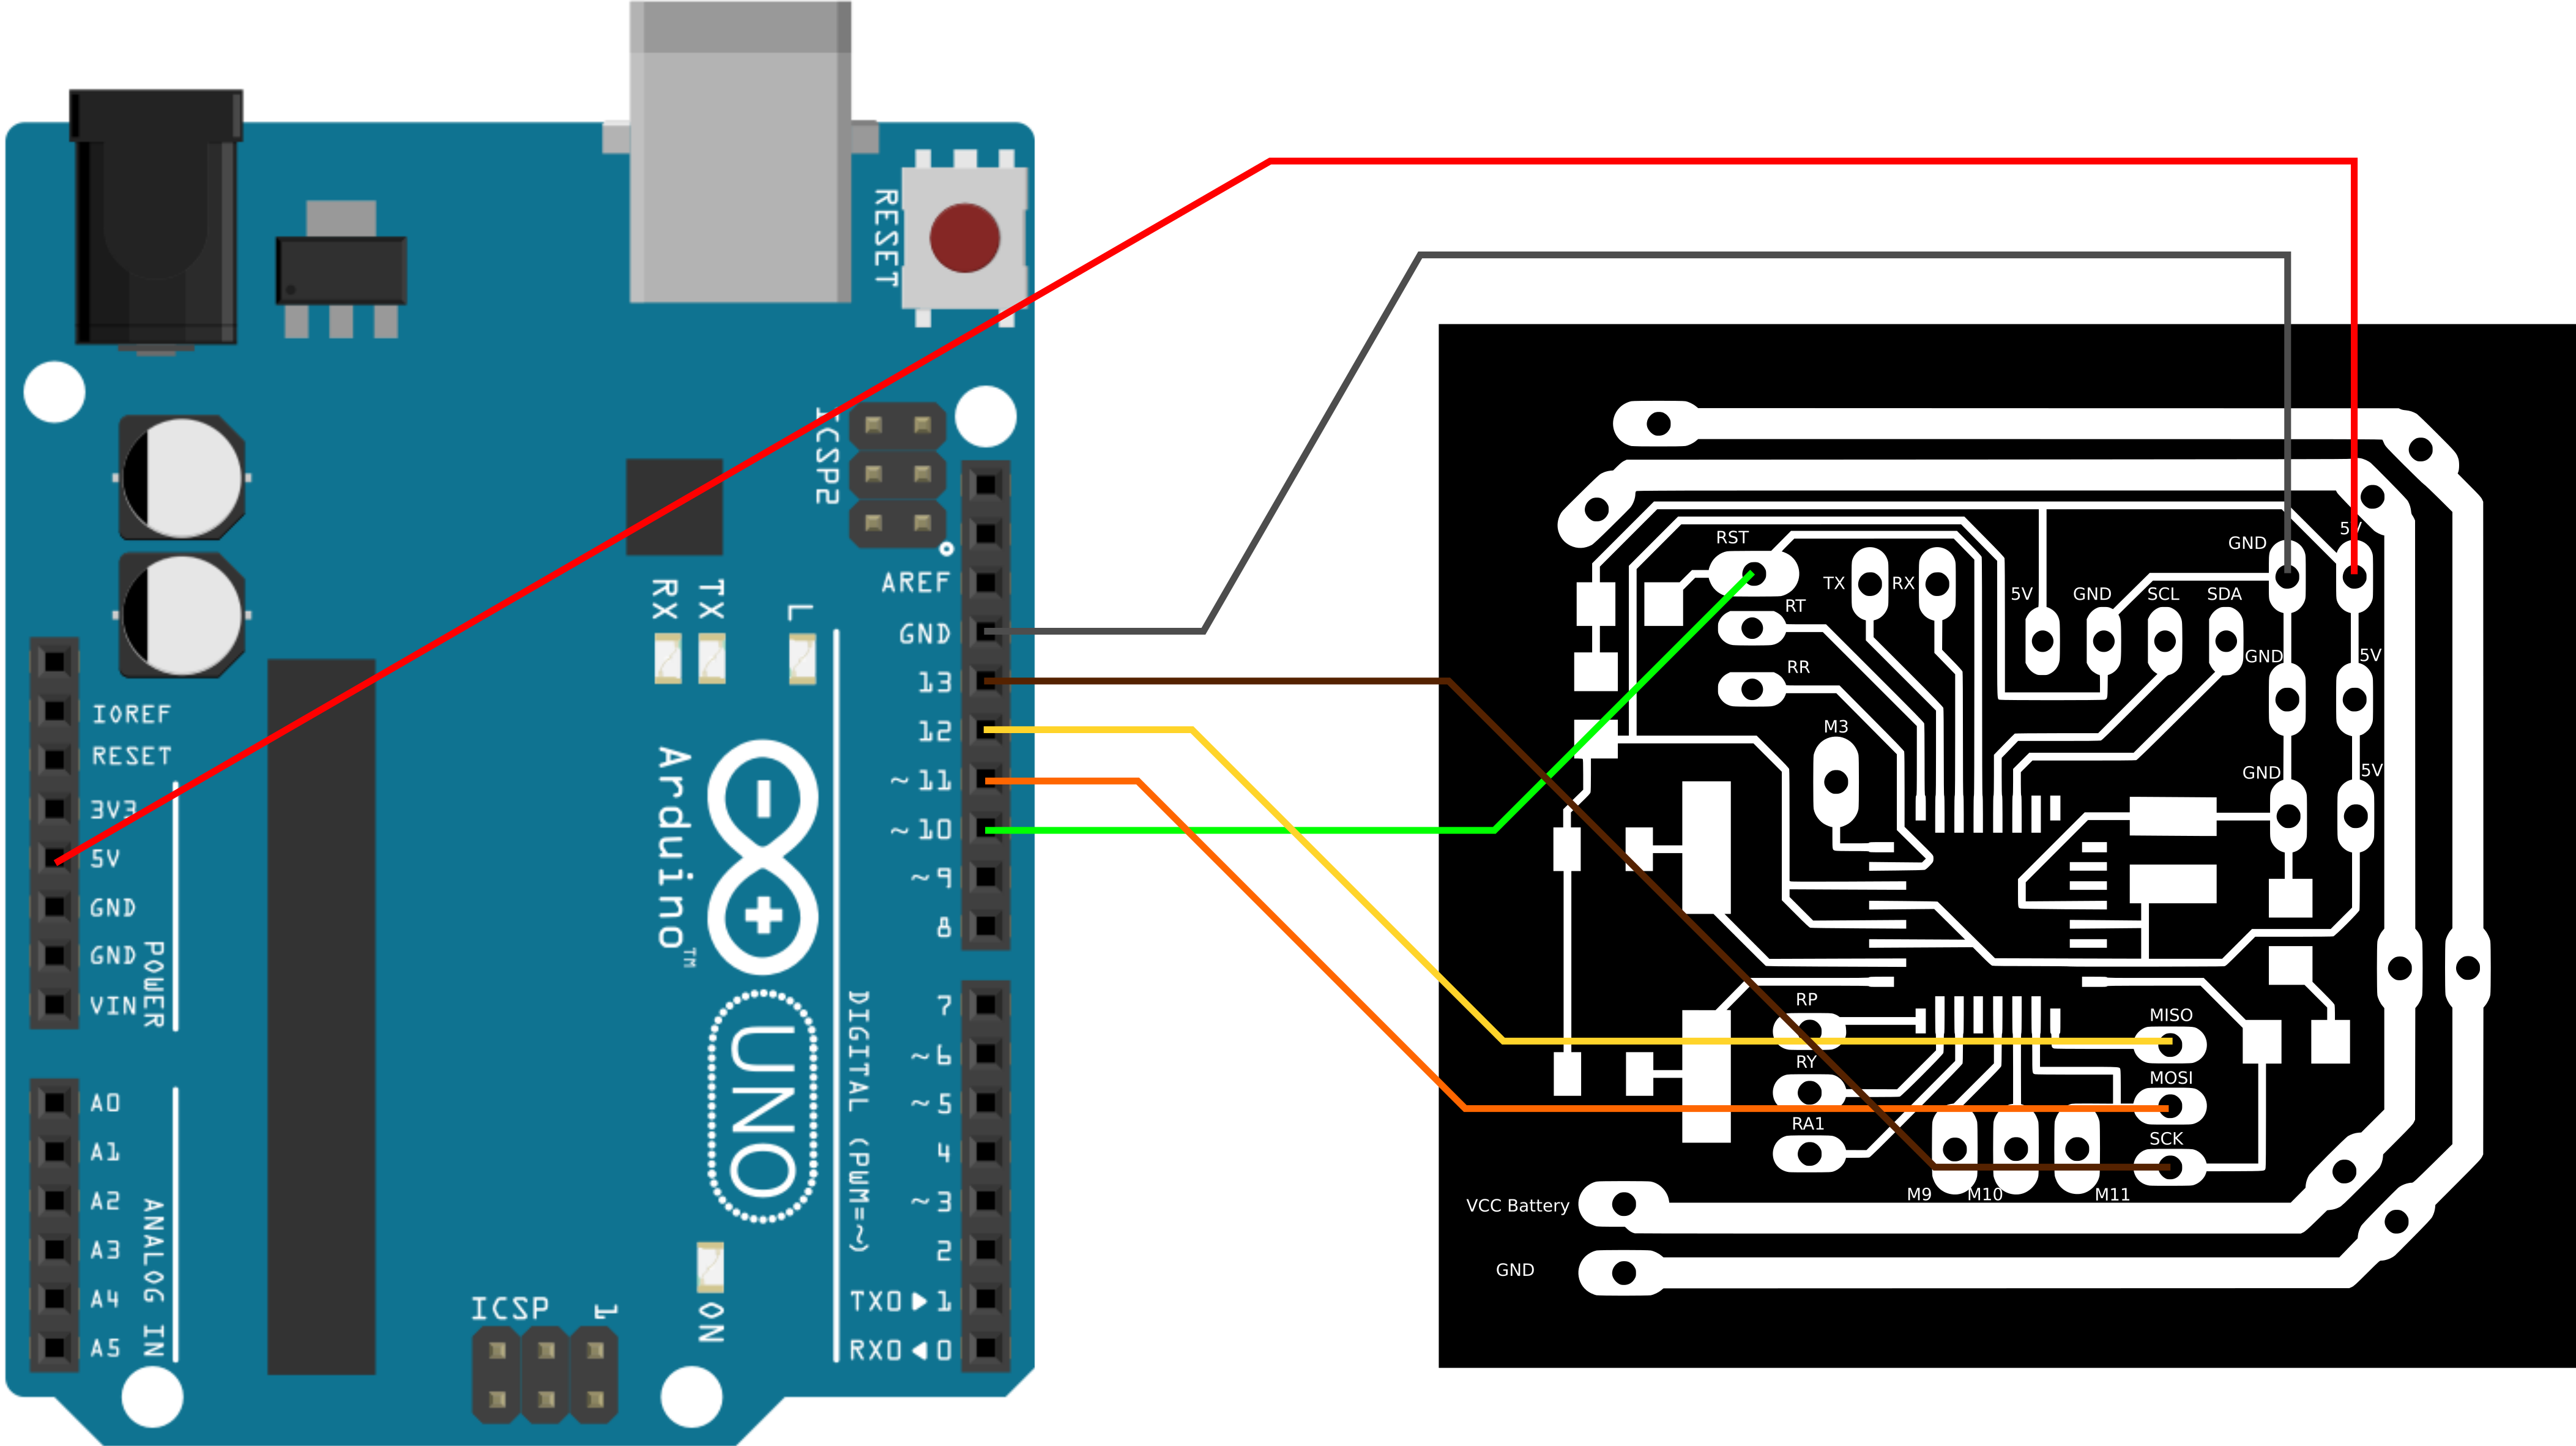 RESET
ICSP2
AREF
GND
13
12
~11
~10
~9
8
RX
TX
L
IOREF
RESET
3V3
5V
GND
GND
VIN
POWER
Arduino™
UNO
DIGITAL (PWM=~)
7
~6
~5
4
~3
2
TX0▶1
RX0◀0
A0
A1
A2
A3
A4
A5
ANALOG IN
ICSP
1
ON
RST
RT
RR
TX
RX
M3
5V
GND
SCL
SDA
GND
5V
GND
5V
GND
5V
RP
RY
RA1
MISO
MOSI
SCK
M9
M10
M11
VCC Battery
GND